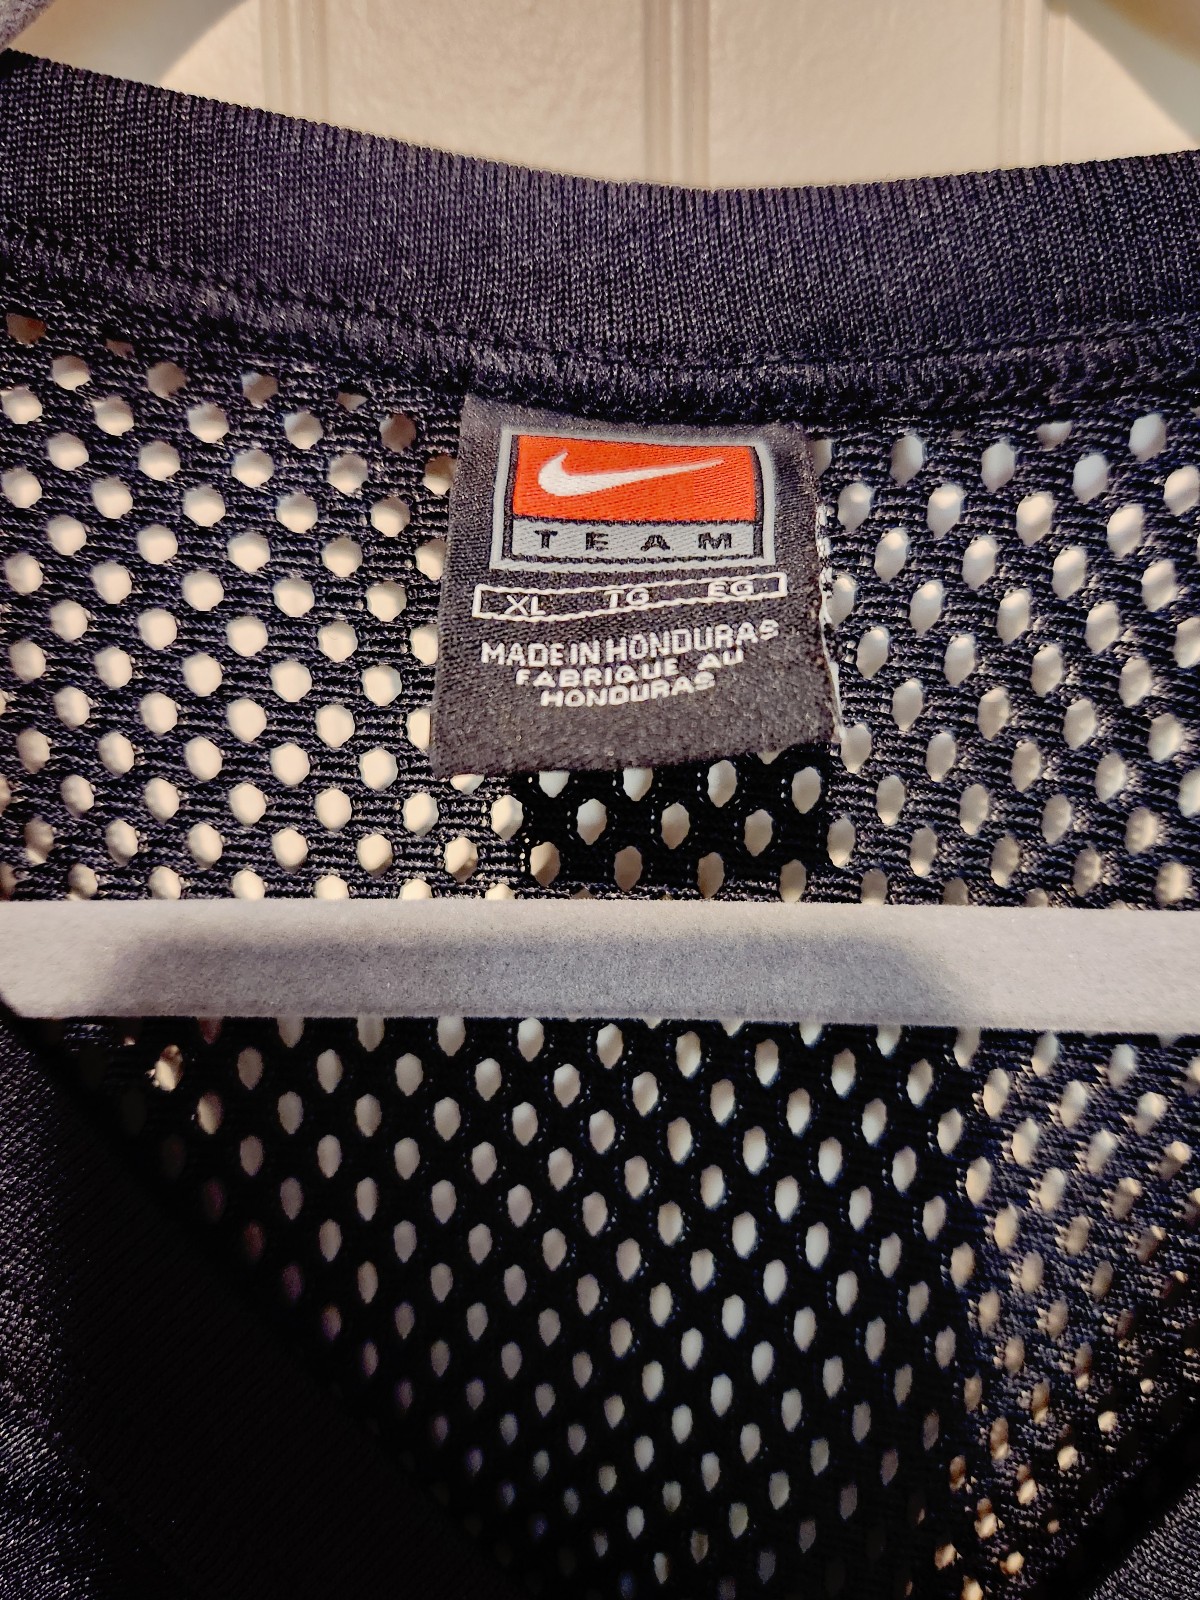 TEAM
XL TG EG
MADE IN HONDURAS
FABRIQUE AU
HONDURAS